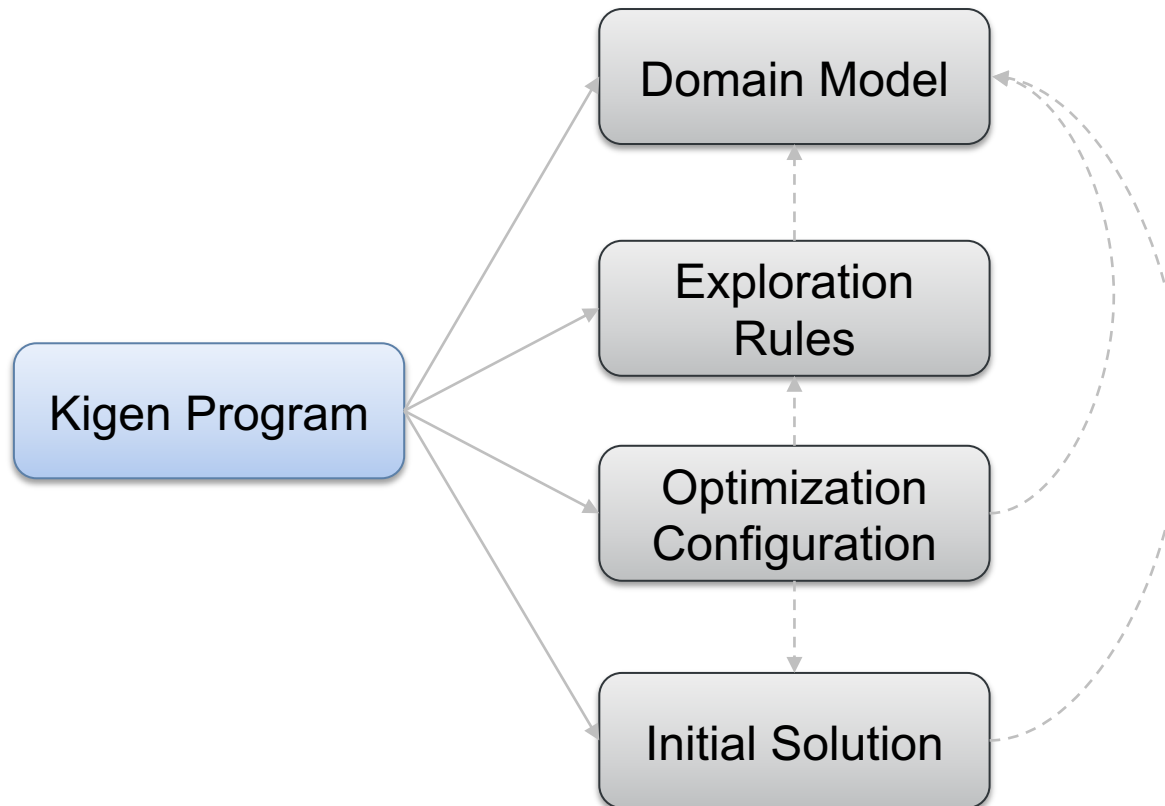 Domain Model
Exploration
Rules
Kigen Program
Optimization
Configuration
Initial Solution